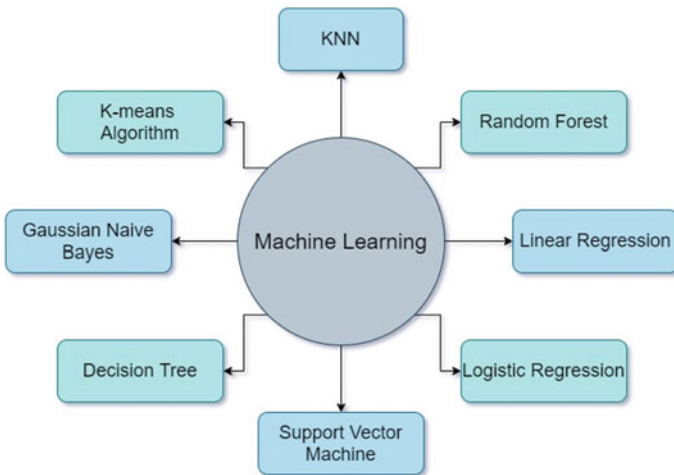 KNN
K-means
Algorithm
Random Forest
Gaussian Naive
Bayes
Machine Learning
Linear Regression
Decision Tree
Logistic Regression
Support Vector
Machine